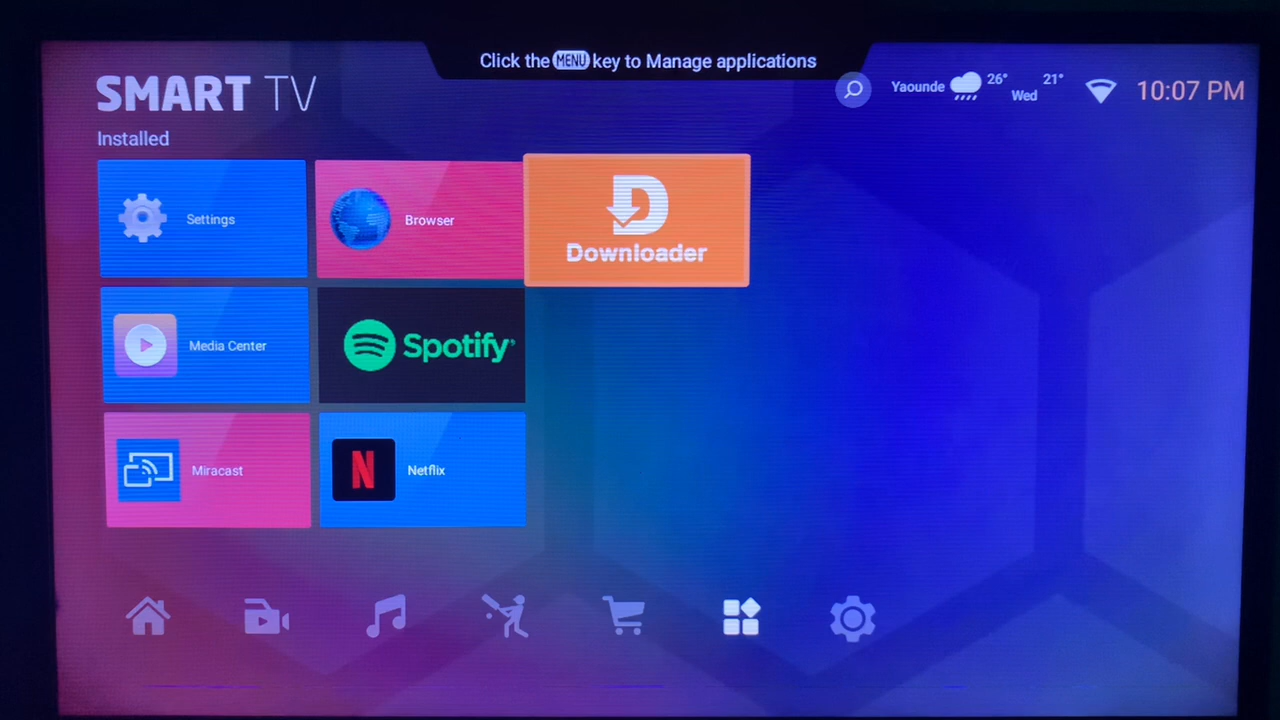 Click the MENU key to Manage applications
SMART TV
Yaounde 26° Wed 21° 10:07 PM
Installed
Settings
Browser
Downloader
Media Center
Spotify
Miracast
Netflix